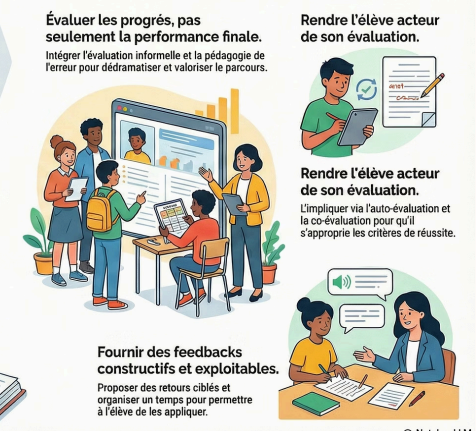 Évaluer les progrés, pas
seulement la performance finale.
Intégrer l'évaluation informelle et la pédagogie de
l'erreur pour dédramatiser et valoriser le parcours.
Rendre l'élève acteur
de son évaluation.
Rendre l'élève acteur
de son évaluation.
L'impliquer via l'auto-évaluation et
la co-évaluation pour qu'il
s'approprie les critères de réussite.
Fournir des feedbacks
constructifs et exploitables.
Proposer des retours ciblés et
organiser un temps pour permettre
à l'élève de les appliquer.